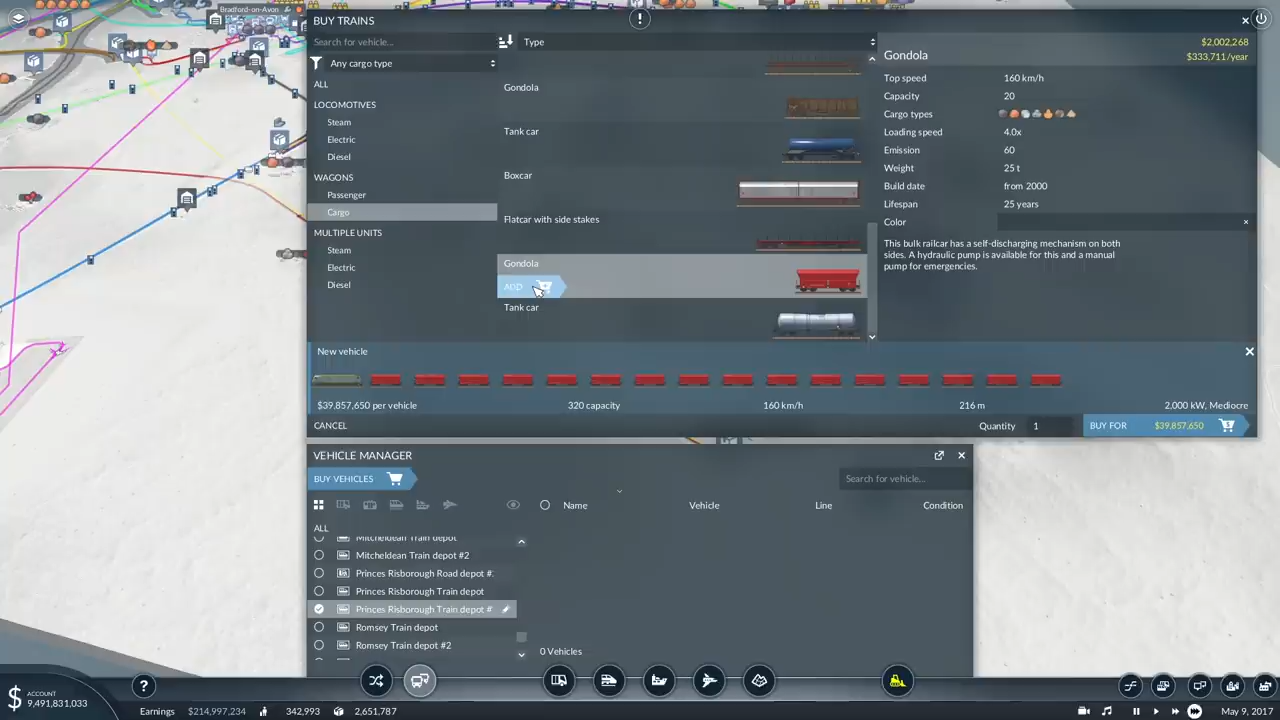 Bradford-on-Avon
BUY TRAINS
Search for vehicle...
Type
Any cargo type
ALL
LOCOMOTIVES
Steam
Electric
Diesel
WAGONS
Passenger
Cargo
MULTIPLE UNITS
Steam
Electric
Diesel
Gondola
Tank car
Boxcar
Flatcar with side stakes
Gondola
ADD
Tank car
$2,002,268
Gondola
$333,711/year
Top speed 160 km/h
Capacity 20
Cargo types
Loading speed 4.0x
Emission 60
Weight 25 t
Build date from 2000
Lifespan 25 years
Color
This bulk railcar has a self-discharging mechanism on both
sides. A hydraulic pump is available for this and a manual
pump for emergencies.
New vehicle
$39,857,650 per vehicle 320 capacity 160 km/h 216 m 2,000 kW, Mediocre
CANCEL Quantity 1 BUY FOR $39,857,650
VEHICLE MANAGER
BUY VEHICLES
Search for vehicle...
Name Vehicle Line Condition
ALL
Mitcheldean Train depot
Mitcheldean Train depot #2
Princes Risborough Road depot #
Princes Risborough Train depot
Princes Risborough Train depot #
Romsey Train depot
Romsey Train depot #2
0 Vehicles
$ ACCOUNT
9,491,831,033
?
Earnings $214,997,234 342,993 2,651,787
May 9, 2017